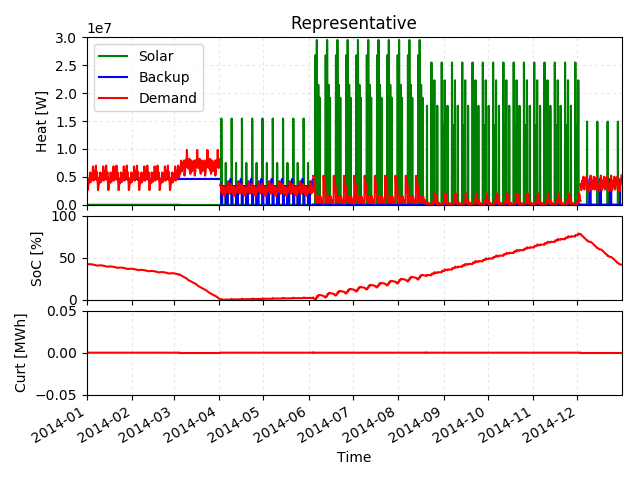 Representative
1e7
3.0
2.5
2.0
1.5
1.0
0.5
0.0
Heat [W]
Solar
Backup
Demand
100
50
0
SoC [%]
0.05
0.00
−0.05
Curt [MWh]
2014-01
2014-02
2014-03
2014-04
2014-05
2014-06
2014-07
2014-08
2014-09
2014-10
2014-11
2014-12
Time